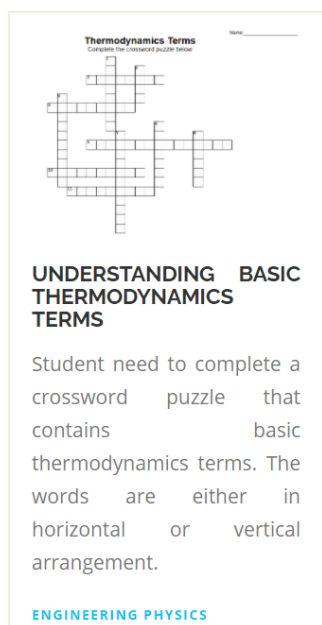 Name:
Thermodynamics Terms
Complete the crossword puzzle below
UNDERSTANDING BASIC
THERMODYNAMICS
TERMS
Student need to complete a
crossword puzzle that
contains basic
thermodynamics terms. The
words are either in
horizontal or vertical
arrangement.
ENGINEERING PHYSICS